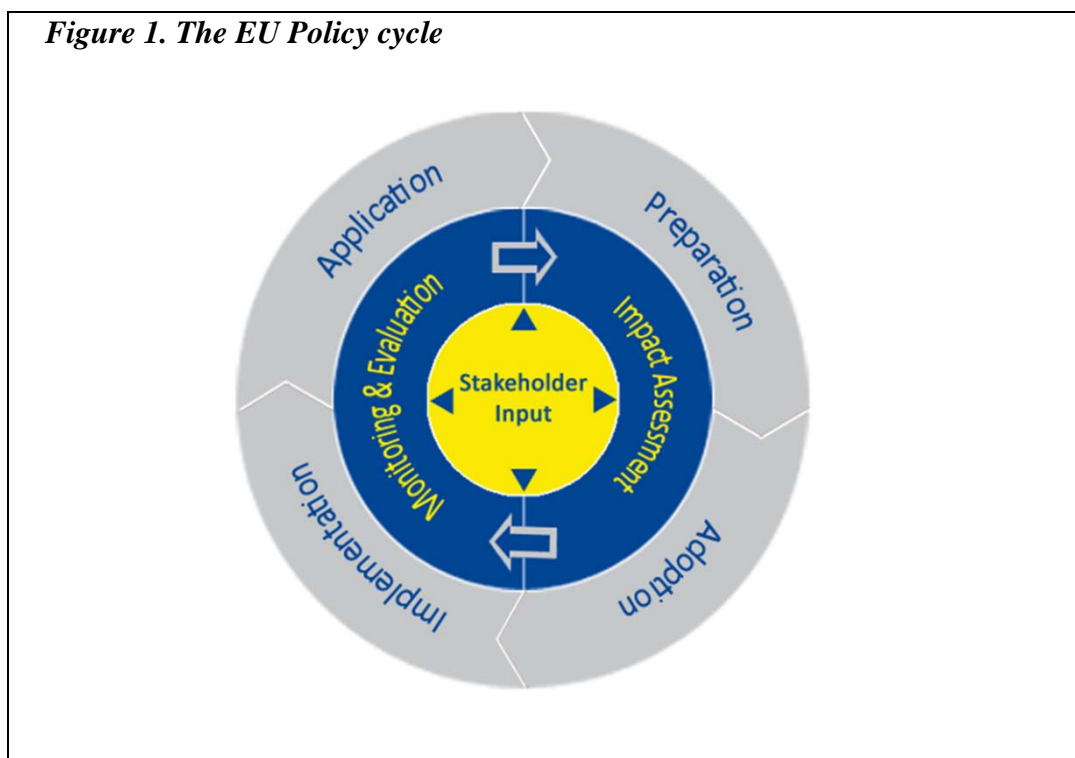 Figure 1. The EU Policy cycle
Application
Preparation
Monitoring & Evaluation
Impact Assessment
Stakeholder
Input
Implementation
Adoption